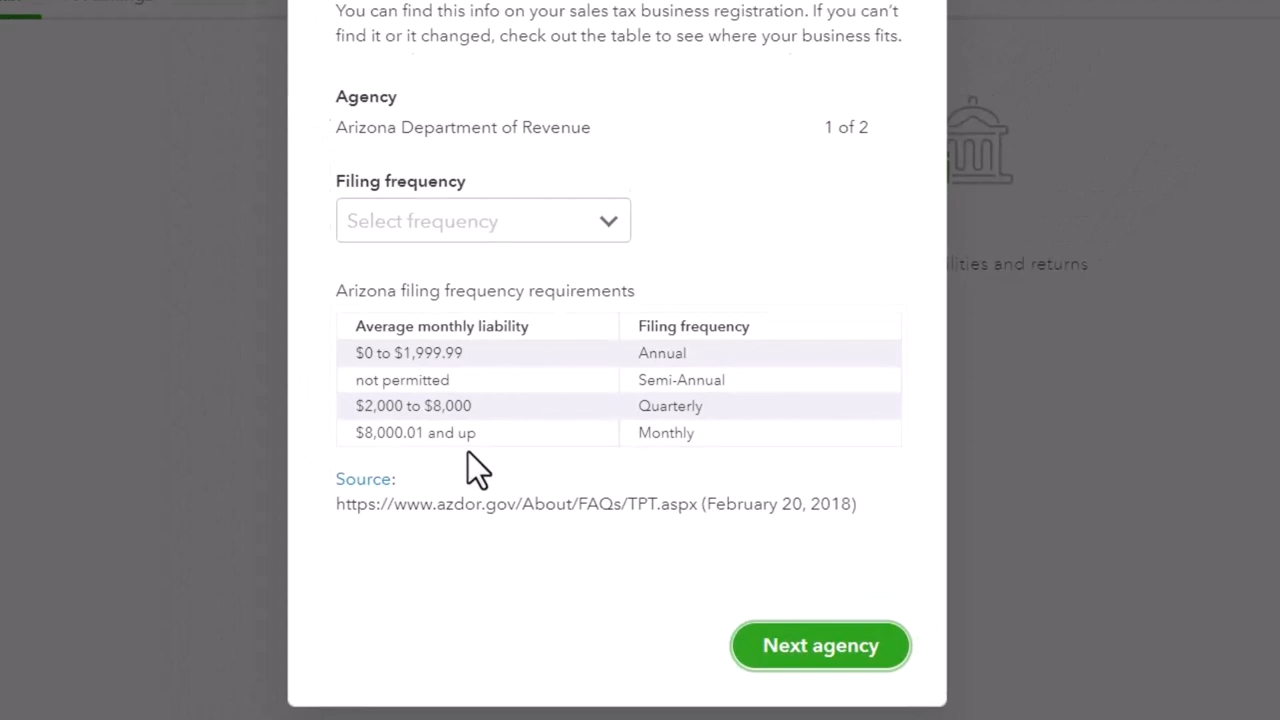 You can find this info on your sales tax business registration. If you can't
find it or it changed, check out the table to see where your business fits.
Agency
Arizona Department of Revenue 1 of 2
Filing frequency
Select frequency
lities and returns
Arizona filing frequency requirements
Average monthly liability Filing frequency
$0 to $1,999.99 Annual
not permitted Semi-Annual
$2,000 to $8,000 Quarterly
$8,000.01 and up Monthly
Source:
https://www.azdor.gov/About/FAQs/TPT.aspx (February 20, 2018)
Next agency